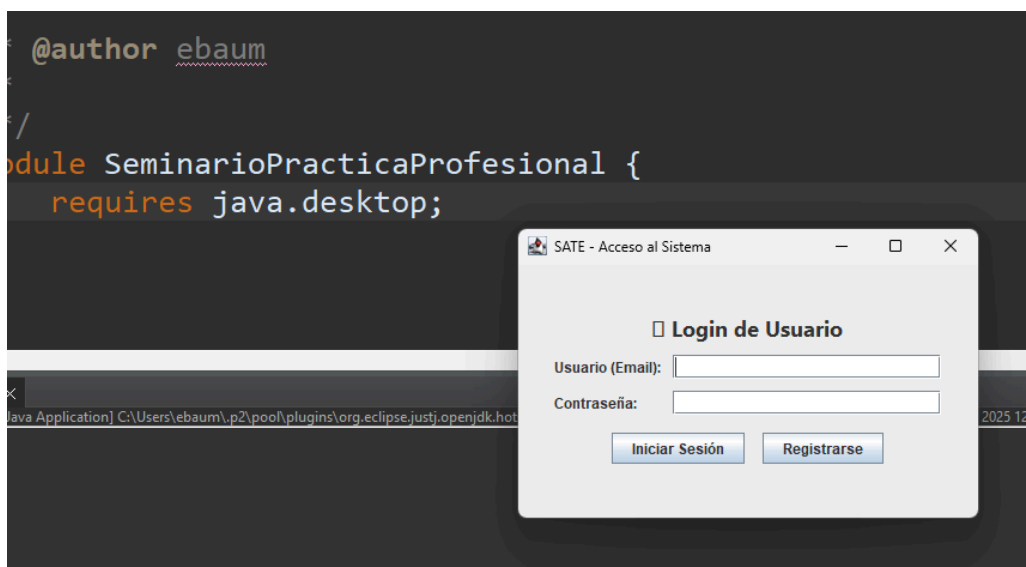 * @author ebaum
*
*/
odule SeminarioPracticaProfesional {
requires java.desktop;
SATE - Acceso al Sistema
Login de Usuario
Usuario (Email):
Contraseña:
Iniciar Sesión Registrarse
Java Application] C:\Users\ebaum\.p2\pool\plugins\org.eclipse.justj.openjdk.hot 2025 12